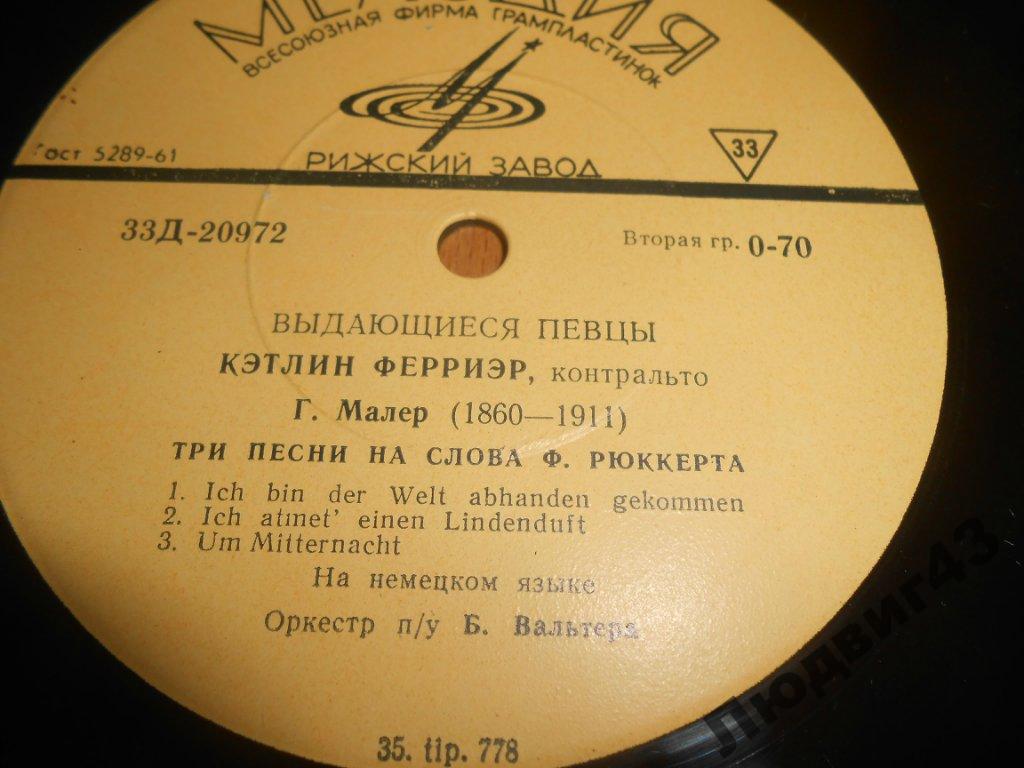 МЕЛОДИЯ
ВСЕСОЮЗНАЯ ФИРМА ГРАМПЛАСТИНОК
ГОСТ 5289-61
РИЖСКИЙ ЗАВОД
33
33Д-20972
Вторая гр. 0-70
ВЫДАЮЩИЕСЯ ПЕВЦЫ
КЭТЛИН ФЕРРИЭР, контральто
Г. Малер (1860—1911)
ТРИ ПЕСНИ НА СЛОВА Ф. РЮККЕРТА
1. Ich bin der Welt abhanden gekommen
2. Ich atmet' einen Lindenduft
3. Um Mitternacht
На немецком языке
Оркестр п/у Б. Вальтера
35. tip. 778
Людвиг43